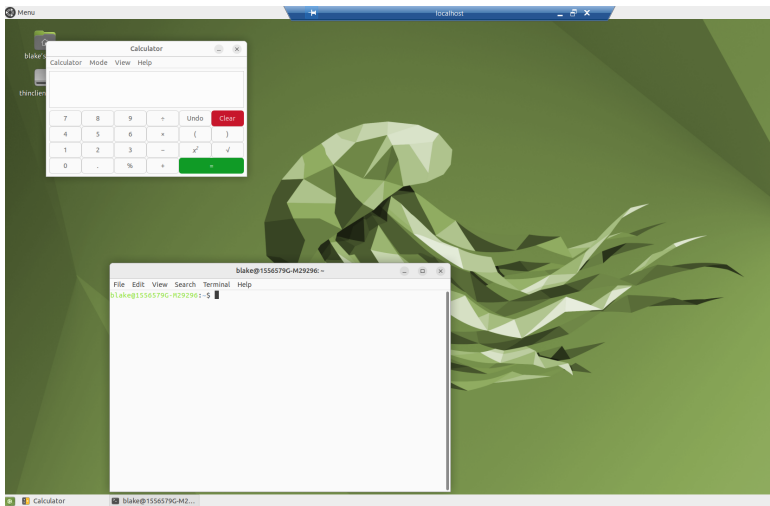 Menu
localhost
blake's
thinclien
Calculator
Calculator Mode View Help
7 8 9 ÷ Undo Clear
4 5 6 × ( )
1 2 3 − x² √
0 . % + =
blake@1556579G-M29296: ~
File Edit View Search Terminal Help
blake@1556579G-M29296:~$
Calculator
blake@1556579G-M2...